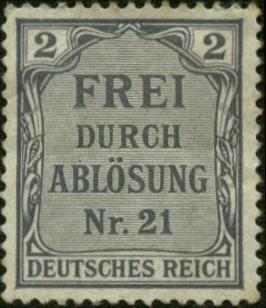 2 2
FREI
DURCH
ABLÖSUNG
Nr. 21
DEUTSCHES REICH